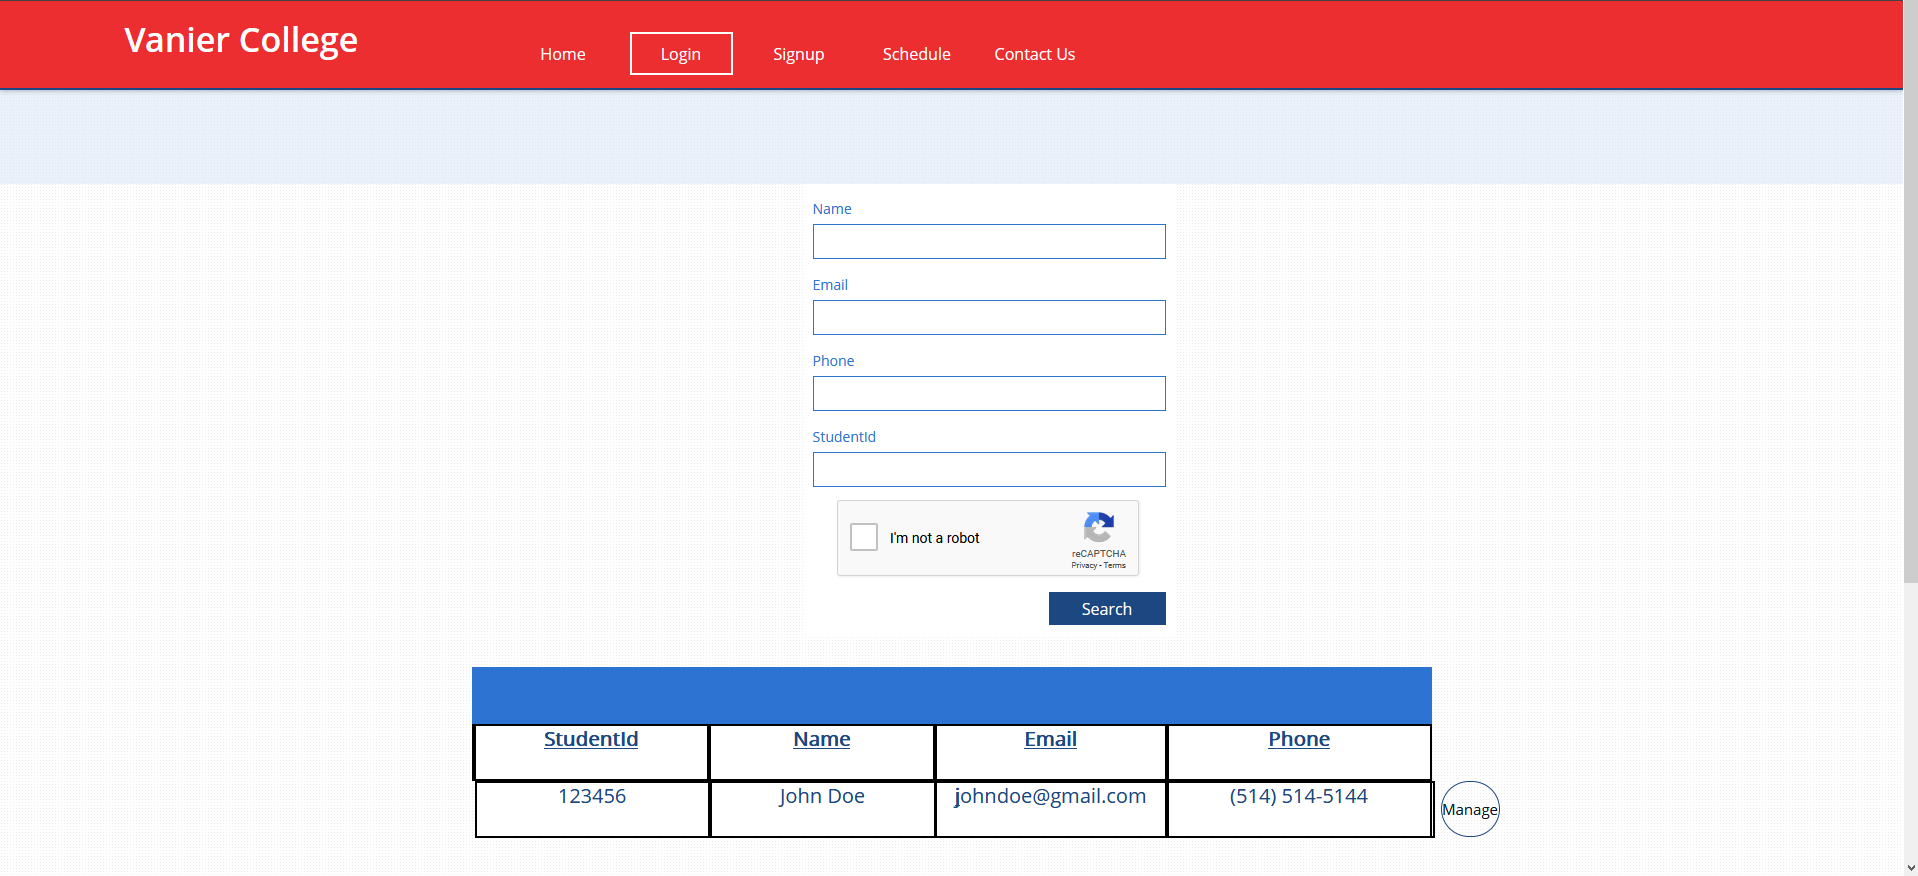 Vanier College
Home Login Signup Schedule Contact Us
Name
Email
Phone
StudentId
I'm not a robot
reCAPTCHA
Privacy - Terms
Search
StudentId Name Email Phone
123456 John Doe johndoe@gmail.com (514) 514-5144
Manage